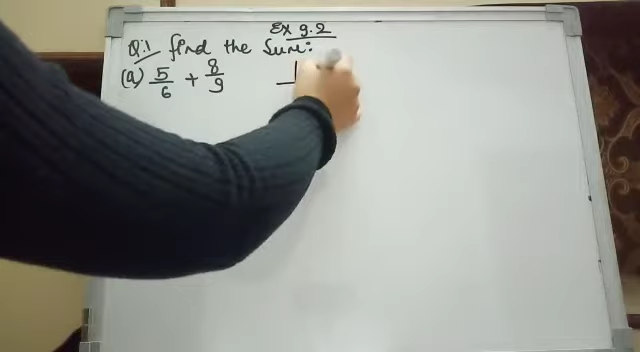 Ex 9.2
Q:1 find the Sum:
(a) 5/6 + 8/9